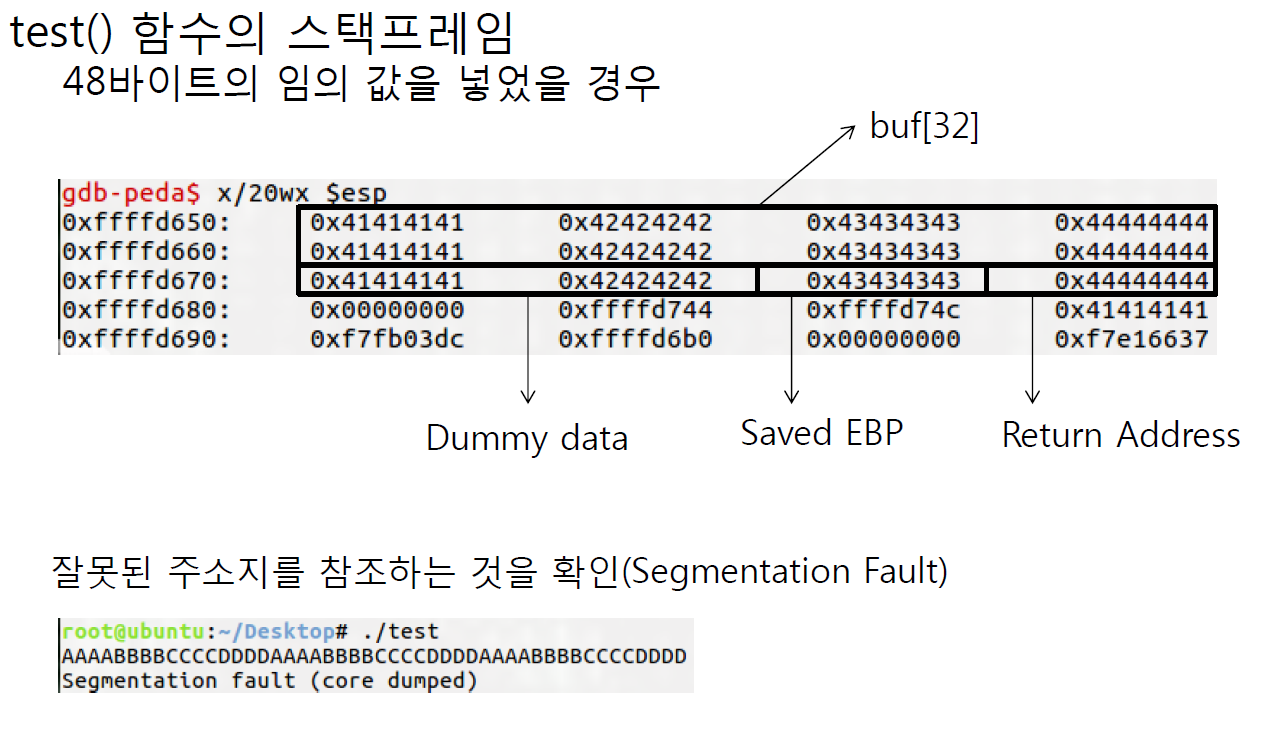 test() 함수의 스택프레임
48바이트의 임의 값을 넣었을 경우
buf[32]
gdb-peda$ x/20wx $esp
0xffffd650: 0x41414141 0x42424242 0x43434343 0x44444444
0xffffd660: 0x41414141 0x42424242 0x43434343 0x44444444
0xffffd670: 0x41414141 0x42424242 0x43434343 0x44444444
0xffffd680: 0x00000000 0xffffd744 0xffffd74c 0x41414141
0xffffd690: 0xf7fb03dc 0xffffd6b0 0x00000000 0xf7e16637
Dummy data Saved EBP Return Address
잘못된 주소지를 참조하는 것을 확인(Segmentation Fault)
root@ubuntu:~/Desktop# ./test
AAAABBBBCCCCDDDDAAAABBBBCCCCDDDDAAAABBBBCCCCDDDD
Segmentation fault (core dumped)